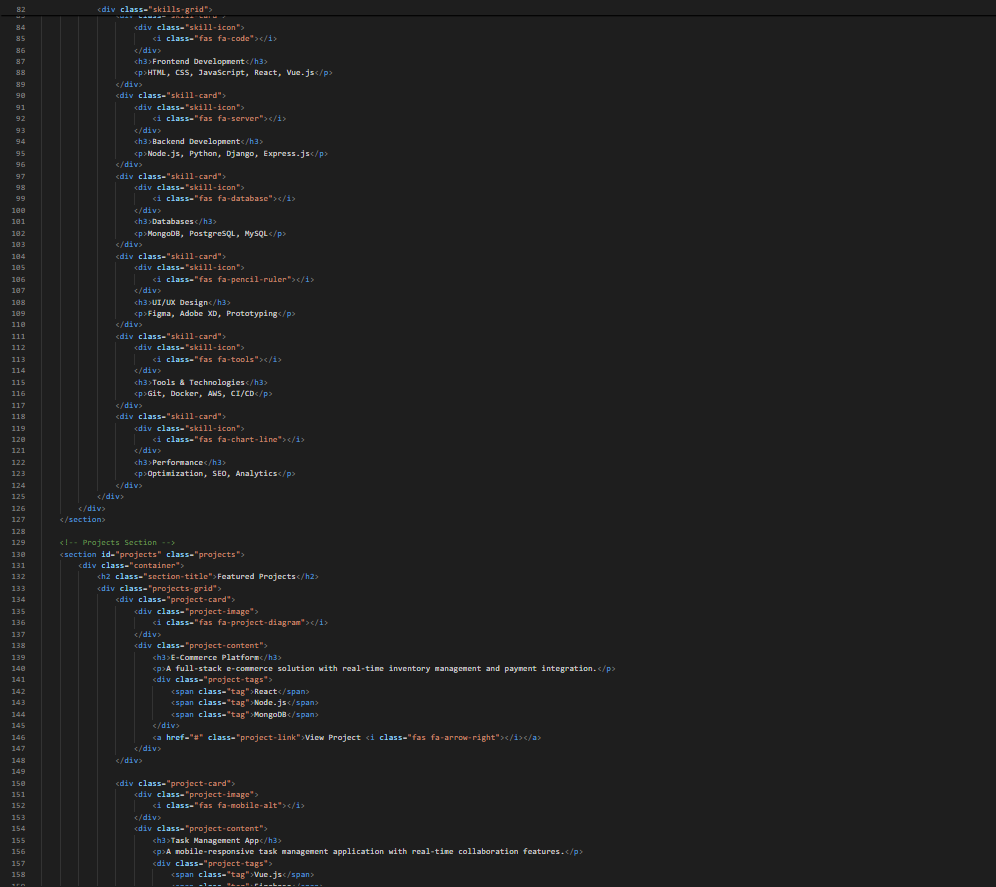 82 <div class="skills-grid">
83 <div class="skill-card">
84 <div class="skill-icon">
85 <i class="fas fa-code"></i>
86 </div>
87 <h3>Frontend Development</h3>
88 <p>HTML, CSS, JavaScript, React, Vue.js</p>
89 </div>
90 <div class="skill-card">
91 <div class="skill-icon">
92 <i class="fas fa-server"></i>
93 </div>
94 <h3>Backend Development</h3>
95 <p>Node.js, Python, Django, Express.js</p>
96 </div>
97 <div class="skill-card">
98 <div class="skill-icon">
99 <i class="fas fa-database"></i>
100 </div>
101 <h3>Databases</h3>
102 <p>MongoDB, PostgreSQL, MySQL</p>
103 </div>
104 <div class="skill-card">
105 <div class="skill-icon">
106 <i class="fas fa-pencil-ruler"></i>
107 </div>
108 <h3>UI/UX Design</h3>
109 <p>Figma, Adobe XD, Prototyping</p>
110 </div>
111 <div class="skill-card">
112 <div class="skill-icon">
113 <i class="fas fa-tools"></i>
114 </div>
115 <h3>Tools & Technologies</h3>
116 <p>Git, Docker, AWS, CI/CD</p>
117 </div>
118 <div class="skill-card">
119 <div class="skill-icon">
120 <i class="fas fa-chart-line"></i>
121 </div>
122 <h3>Performance</h3>
123 <p>Optimization, SEO, Analytics</p>
124 </div>
125 </div>
126 </div>
127 </section>
128
129 <!-- Projects Section -->
130 <section id="projects" class="projects">
131 <div class="container">
132 <h2 class="section-title">Featured Projects</h2>
133 <div class="projects-grid">
134 <div class="project-card">
135 <div class="project-image">
136 <i class="fas fa-project-diagram"></i>
137 </div>
138 <div class="project-content">
139 <h3>E-Commerce Platform</h3>
140 <p>A full-stack e-commerce solution with real-time inventory management and payment integration.</p>
141 <div class="project-tags">
142 <span class="tag">React</span>
143 <span class="tag">Node.js</span>
144 <span class="tag">MongoDB</span>
145 </div>
146 <a href="#" class="project-link">View Project <i class="fas fa-arrow-right"></i></a>
147 </div>
148 </div>
149
150 <div class="project-card">
151 <div class="project-image">
152 <i class="fas fa-mobile-alt"></i>
153 </div>
154 <div class="project-content">
155 <h3>Task Management App</h3>
156 <p>A mobile-responsive task management application with real-time collaboration features.</p>
157 <div class="project-tags">
158 <span class="tag">Vue.js</span>